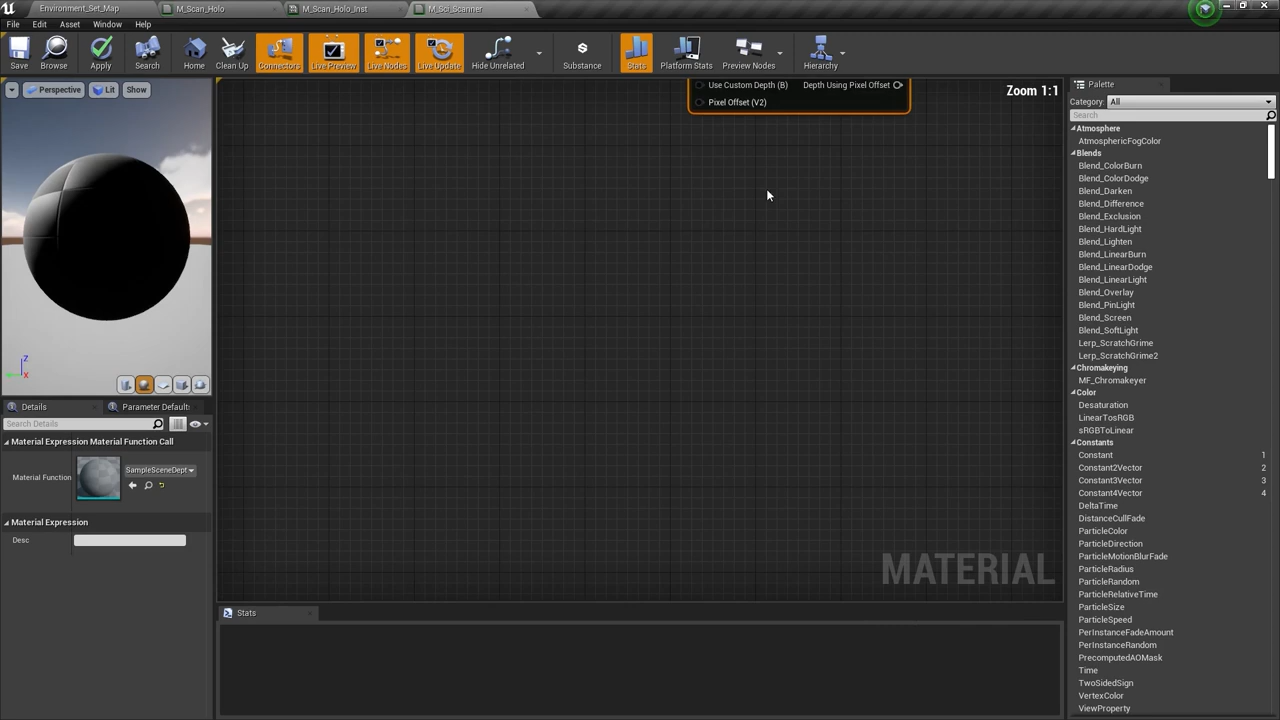 Environment_Set_Map
M_Scan_Holo
M_Scan_Holo_Inst
M_Sci_Scanner
File
Edit
Asset
Window
Help
Save
Browse
Apply
Search
Home
Clean Up
Connectors
Live Preview
Live Nodes
Live Update
Hide Unrelated
Substance
Stats
Platform Stats
Preview Nodes
Hierarchy
Perspective
Lit
Show
Use Custom Depth (B)
Depth Using Pixel Offset
Pixel Offset (V2)
Zoom 1:1
Z
X
MATERIAL
Details
Parameter Default
Search Details
Material Expression Material Function Call
Material Function
SampleSceneDept
Material Expression
Desc
Stats
Palette
Category:
All
Search
Atmosphere
AtmosphericFogColor
Blends
Blend_ColorBurn
Blend_ColorDodge
Blend_Darken
Blend_Difference
Blend_Exclusion
Blend_HardLight
Blend_Lighten
Blend_LinearBurn
Blend_LinearDodge
Blend_LinearLight
Blend_Overlay
Blend_PinLight
Blend_Screen
Blend_SoftLight
Lerp_ScratchGrime
Lerp_ScratchGrime2
Chromakeying
MF_Chromakeyer
Color
Desaturation
LinearTosRGB
sRGBToLinear
Constants
Constant 1
Constant2Vector 2
Constant3Vector 3
Constant4Vector 4
DeltaTime
DistanceCullFade
ParticleColor
ParticleDirection
ParticleMotionBlurFade
ParticleRadius
ParticleRandom
ParticleRelativeTime
ParticleSize
ParticleSpeed
PerInstanceFadeAmount
PerInstanceRandom
PrecomputedAOMask
Time
TwoSidedSign
VertexColor
ViewProperty